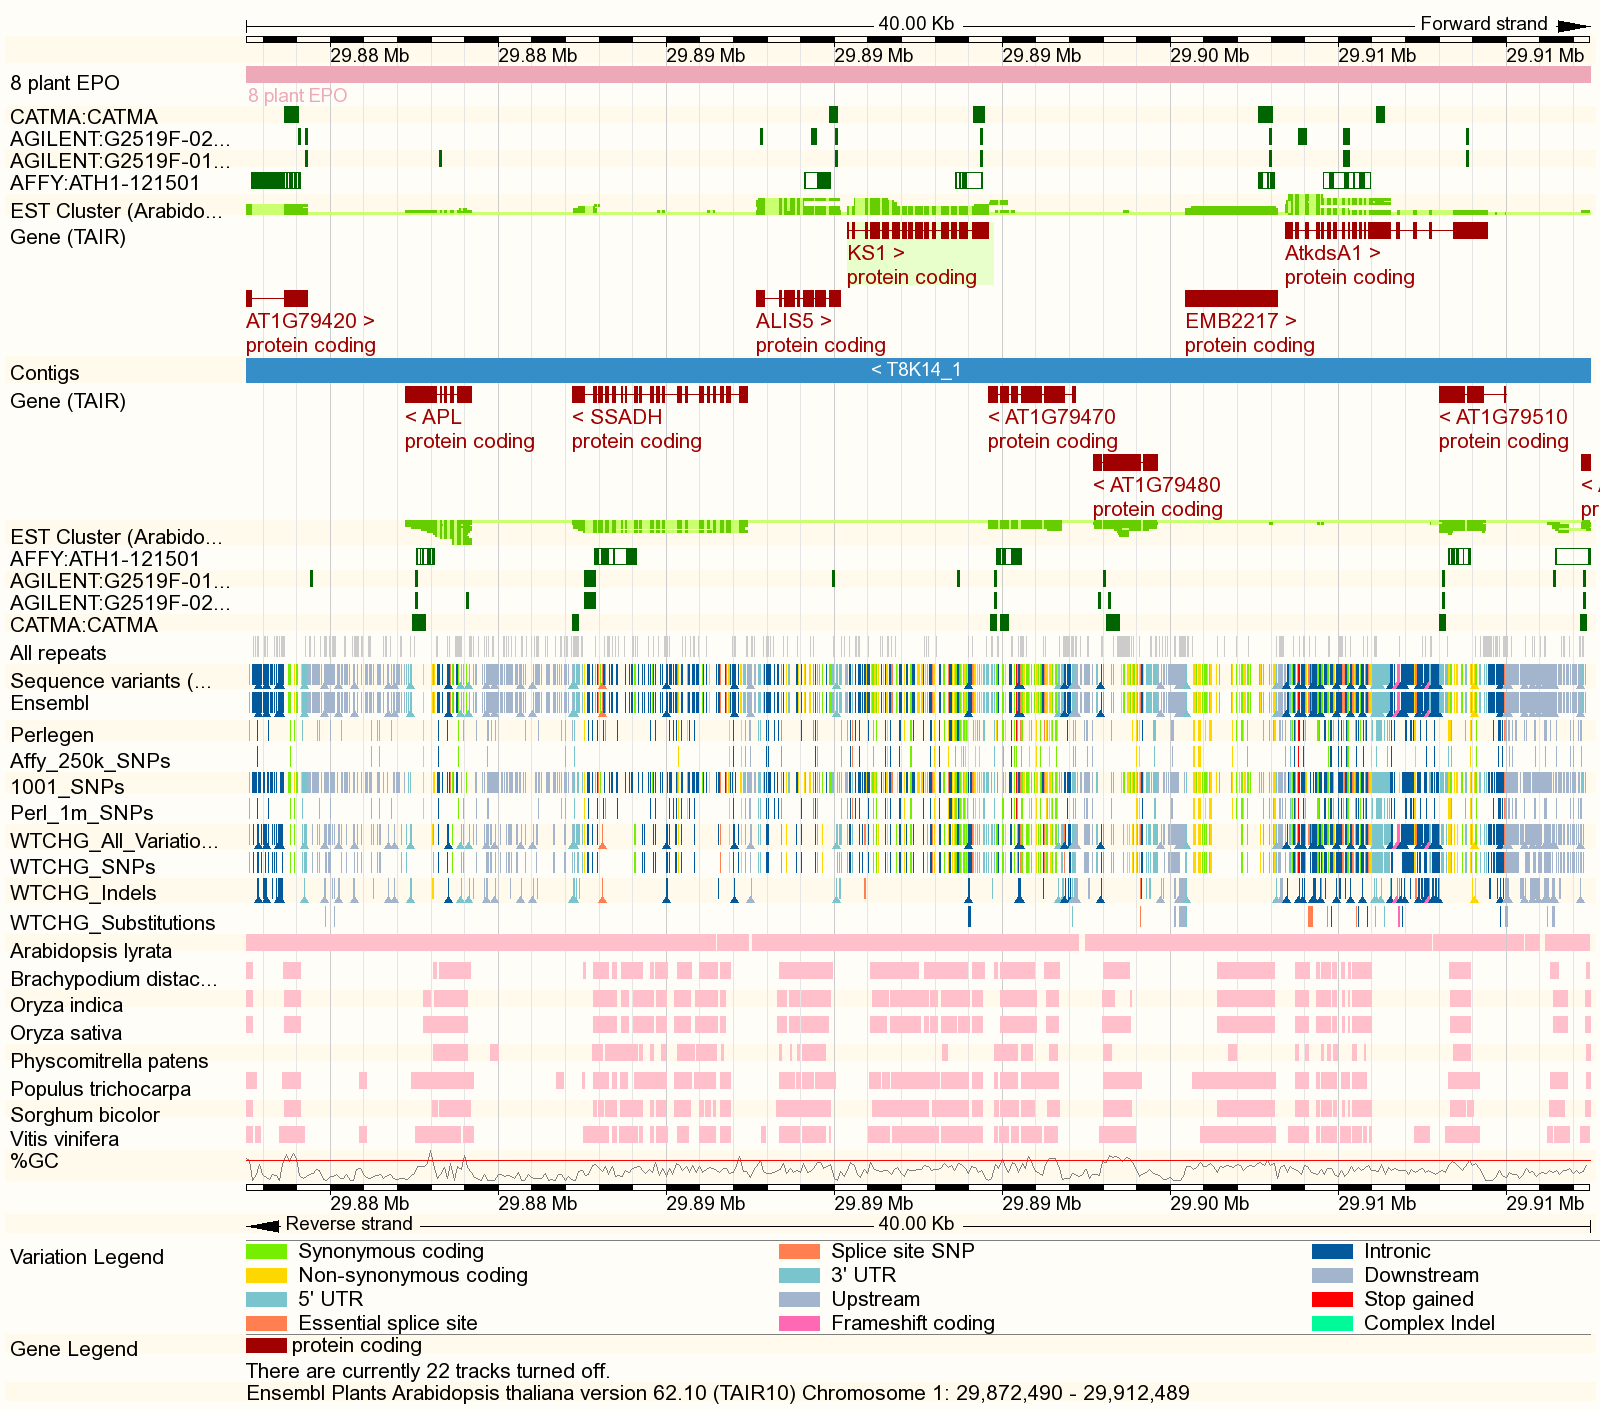 40.00 Kb Forward strand
29.88 Mb 29.88 Mb 29.89 Mb 29.89 Mb 29.89 Mb 29.90 Mb 29.91 Mb 29.91 Mb
8 plant EPO
8 plant EPO
CATMA:CATMA
AGILENT:G2519F-02...
AGILENT:G2519F-01...
AFFY:ATH1-121501
EST Cluster (Arabido...
Gene (TAIR)
KS1 > AtkdsA1 >
protein coding protein coding
AT1G79420 > ALIS5 > EMB2217 >
protein coding protein coding protein coding
Contigs < T8K14_1
Gene (TAIR)
< APL < SSADH < AT1G79470 < AT1G79510
protein coding protein coding protein coding protein coding
< AT1G79480 <
protein coding pr
EST Cluster (Arabido...
AFFY:ATH1-121501
AGILENT:G2519F-01...
AGILENT:G2519F-02...
CATMA:CATMA
All repeats
Sequence variants (...
Ensembl
Perlegen
Affy_250k_SNPs
1001_SNPs
Perl_1m_SNPs
WTCHG_All_Variatio...
WTCHG_SNPs
WTCHG_Indels
WTCHG_Substitutions
Arabidopsis lyrata
Brachypodium distac...
Oryza indica
Oryza sativa
Physcomitrella patens
Populus trichocarpa
Sorghum bicolor
Vitis vinifera
%GC
29.88 Mb 29.88 Mb 29.89 Mb 29.89 Mb 29.89 Mb 29.90 Mb 29.91 Mb 29.91 Mb
Reverse strand 40.00 Kb
Variation Legend
Synonymous coding Splice site SNP Intronic
Non-synonymous coding 3' UTR Downstream
5' UTR Upstream Stop gained
Essential splice site Frameshift coding Complex Indel
Gene Legend protein coding
There are currently 22 tracks turned off.
Ensembl Plants Arabidopsis thaliana version 62.10 (TAIR10) Chromosome 1: 29,872,490 - 29,912,489